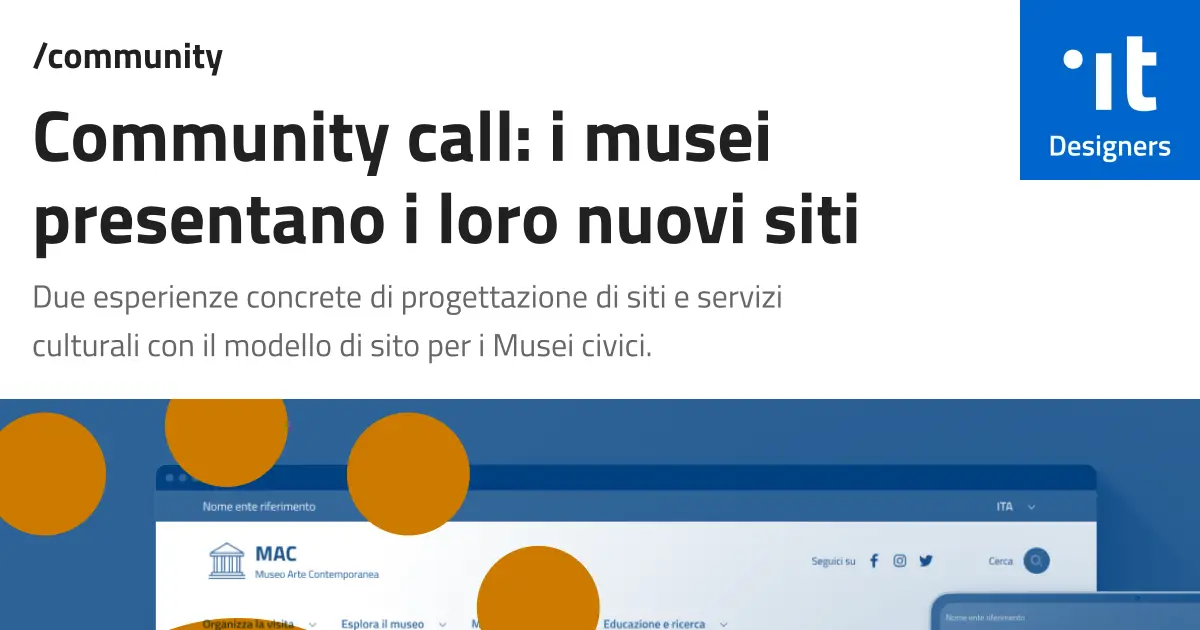 /community
Community call: i musei
presentano i loro nuovi siti
Due esperienze concrete di progettazione di siti e servizi
culturali con il modello di sito per i Musei civici.
it
Designers
Nome ente riferimento
ITA
MAC
Museo Arte Contemporanea
Seguici su
Cerca
Organizza la visita
Esplora il museo
Educazione e ricerca
Nome ente riferimento